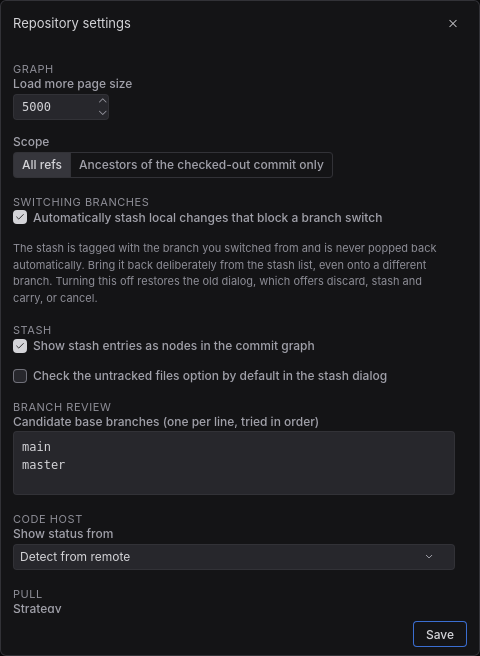 Repository settings
GRAPH
Load more page size
5000
Scope
All refs Ancestors of the checked-out commit only
SWITCHING BRANCHES
Automatically stash local changes that block a branch switch
The stash is tagged with the branch you switched from and is never popped back
automatically. Bring it back deliberately from the stash list, even onto a different
branch. Turning this off restores the old dialog, which offers discard, stash and
carry, or cancel.
STASH
Show stash entries as nodes in the commit graph
Check the untracked files option by default in the stash dialog
BRANCH REVIEW
Candidate base branches (one per line, tried in order)
main
master
CODE HOST
Show status from
Detect from remote
PULL
Strategy
Save